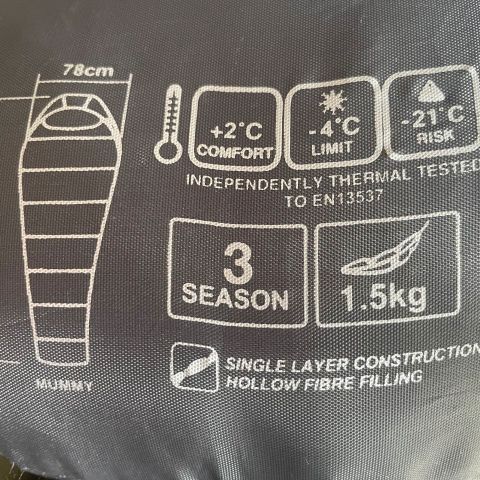 78cm
+2°C
COMFORT
-4°C
LIMIT
-21°C
RISK
INDEPENDENTLY THERMAL TESTED
TO EN13537
3
SEASON
1.5kg
SINGLE LAYER CONSTRUCTION
HOLLOW FIBRE FILLING
MUMMY